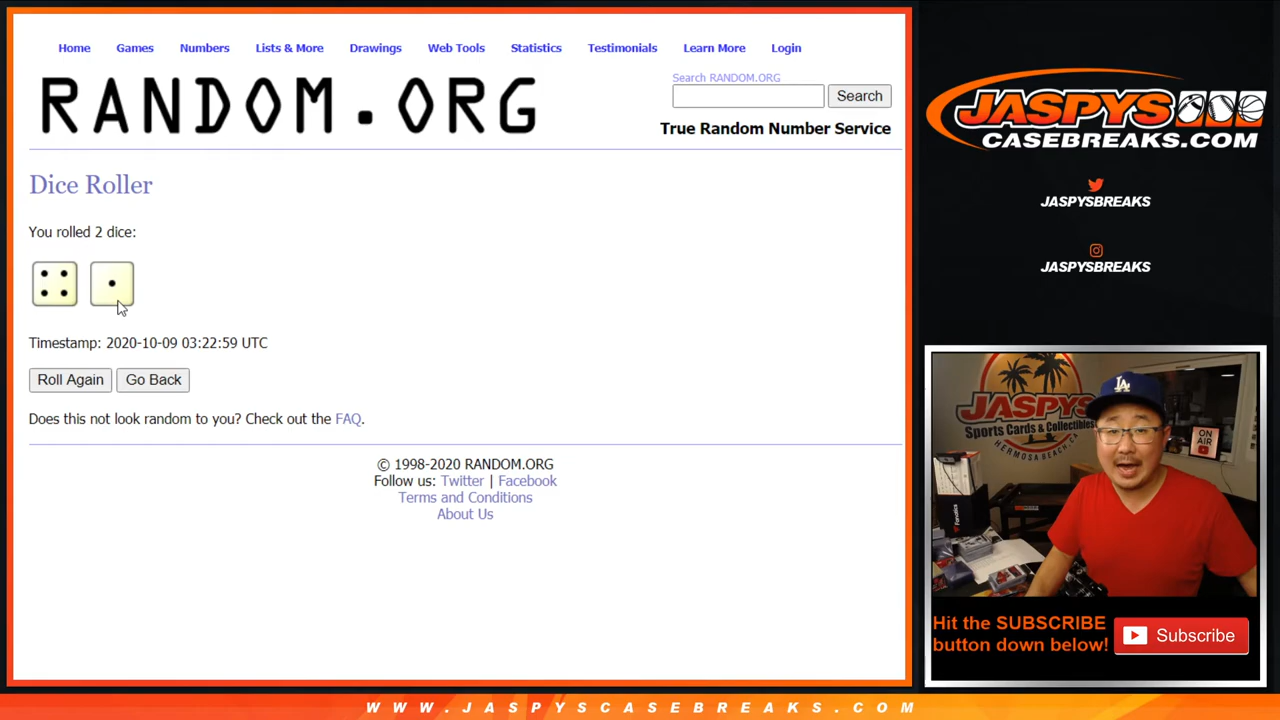 Home Games Numbers Lists & More Drawings Web Tools Statistics Testimonials Learn More Login
RANDOM.ORG
Search RANDOM.ORG
Search
True Random Number Service
Dice Roller
You rolled 2 dice:
Timestamp: 2020-10-09 03:22:59 UTC
Roll Again Go Back
Does this not look random to you? Check out the FAQ.
© 1998-2020 RANDOM.ORG
Follow us: Twitter | Facebook
Terms and Conditions
About Us
JASPYS
CASEBREAKS.COM
JASPYSBREAKS
JASPYSBREAKS
JASPYS
Sports Cards & Collectibles
HERMOSA BEACH, CA
LA
ON
AIR
Fanatics
Hit the SUBSCRIBE
button down below!
Subscribe
WWW.JASPYSCASEBREAKS.COM